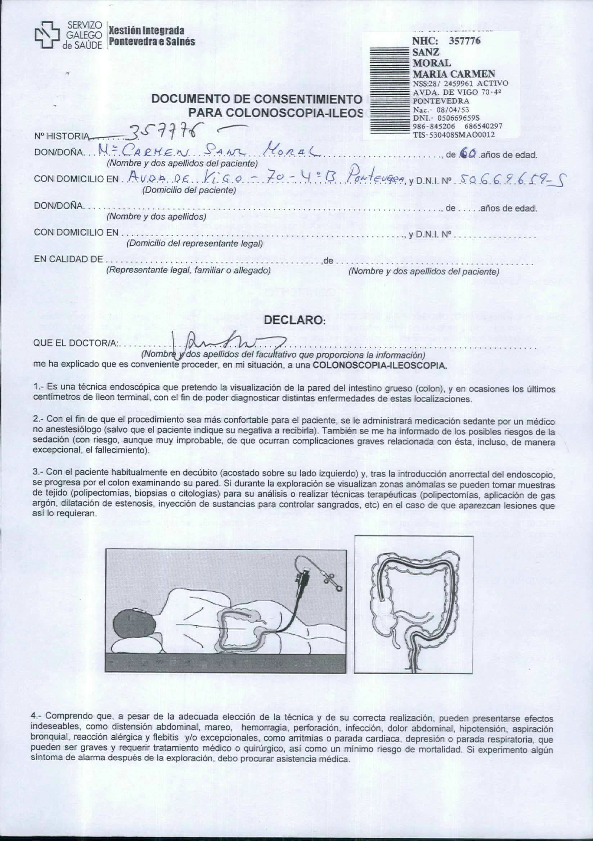 SERVIZO
GALEGO
de SAÚDE
Xestión Integrada
Pontevedra e Salnés
NHC: 357776
SANZ
MORAL
MARIA CARMEN
NSS:28/ 2459961 ACTIVO
AVDA. DE VIGO 70-4º
PONTEVEDRA
Nac.- 08/04/53
DNI.- 050669659S
986-845206 686540297
TIS-5304085MAO0012
DOCUMENTO DE CONSENTIMIENTO
PARA COLONOSCOPIA-ILEOS
Nº HISTORIA 357776
DON/DOÑA Mª CARMEN SANZ MORAL, de 60 años de edad.
(Nombre y dos apellidos del paciente)
CON DOMICILIO EN AVDA DE VIGO - 70 - 4º B PONTEVEDRA, y D.N.I. Nº 50669659-S
(Domicilio del paciente)
DON/DOÑA, de años de edad.
(Nombre y dos apellidos)
CON DOMICILIO EN, y D.N.I. Nº
(Domicilio del representante legal)
EN CALIDAD DE, de
(Representante legal, familiar o allegado) (Nombre y dos apellidos del paciente)
DECLARO:
QUE EL DOCTOR/A:
(Nombre y dos apellidos del facultativo que proporciona la información)
me ha explicado que es conveniente proceder, en mi situación, a una COLONOSCOPIA-ILEOSCOPIA.
1.- Es una técnica endoscópica que pretendo la visualización de la pared del intestino grueso (colon), y en ocasiones los últimos
centímetros de íleon terminal, con el fin de poder diagnosticar distintas enfermedades de estas localizaciones.
2.- Con el fin de que el procedimiento sea más confortable para el paciente, se le administrará medicación sedante por un médico
no anestesiólogo (salvo que el paciente indique su negativa a recibirla). También se me ha informado de los posibles riesgos de la
sedación (con riesgo, aunque muy improbable, de que ocurran complicaciones graves relacionada con ésta, incluso, de manera
excepcional, el fallecimiento).
3.- Con el paciente habitualmente en decúbito (acostado sobre su lado izquierdo) y, tras la introducción anorrectal del endoscopio,
se progresa por el colon examinando su pared. Si durante la exploración se visualizan zonas anómalas se pueden tomar muestras
de tejido (polipectomías, biopsias o citologías) para su análisis o realizar técnicas terapéuticas (polipectomías, aplicación de gas
argón, dilatación de estenosis, inyección de sustancias para controlar sangrados, etc) en el caso de que aparezcan lesiones que
así lo requieran.
4.- Comprendo que, a pesar de la adecuada elección de la técnica y de su correcta realización, pueden presentarse efectos
indeseables, como distensión abdominal, mareo, hemorragia, perforación, infección, dolor abdominal, hipotensión, aspiración
bronquial, reacción alérgica y flebitis y/o excepcionales, como arritmias o parada cardiaca, depresión o parada respiratoria, que
pueden ser graves y requerir tratamiento médico o quirúrgico, así como un mínimo riesgo de mortalidad. Si experimento algún
síntoma de alarma después de la exploración, debo procurar asistencia médica.